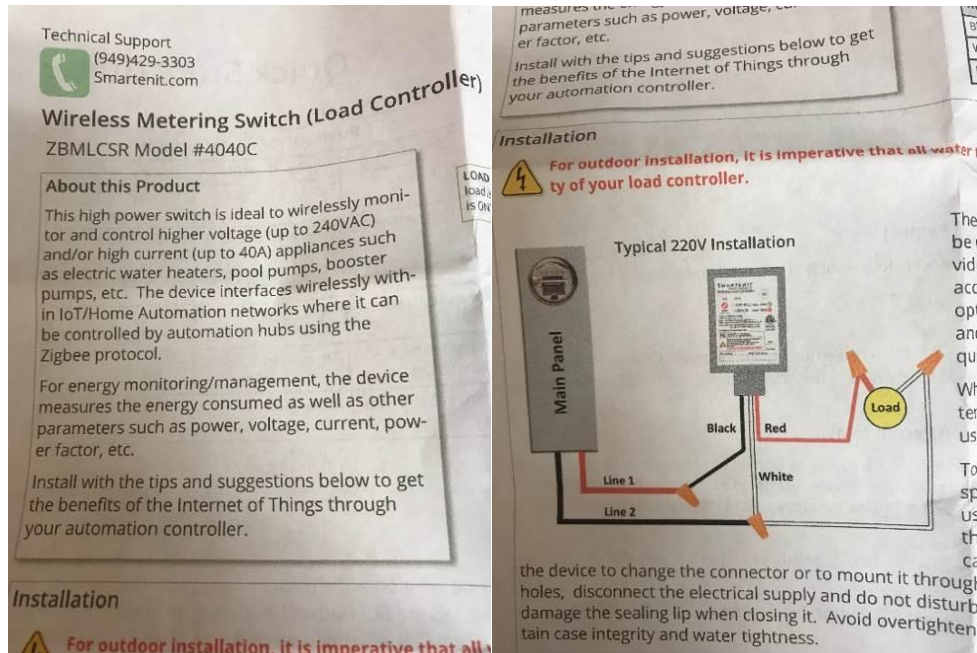 Technical Support
(949)429-3303
Smartenit.com
Wireless Metering Switch (Load Controller)
ZBMLCSR Model #4040C
About this Product
This high power switch is ideal to wirelessly moni-
tor and control higher voltage (up to 240VAC)
and/or high current (up to 40A) appliances such
as electric water heaters, pool pumps, booster
pumps, etc. The device interfaces wirelessly with-
in IoT/Home Automation networks where it can
be controlled by automation hubs using the
Zigbee protocol.
For energy monitoring/management, the device
measures the energy consumed as well as other
parameters such as power, voltage, current, pow-
er factor, etc.
Install with the tips and suggestions below to get
the benefits of the Internet of Things through
your automation controller.
LOAD
load
is ON
Installation
For outdoor installation, it is imperative that all
measures the
parameters such as power, voltage,
er factor, etc.
Install with the tips and suggestions below to get
the benefits of the Internet of Things through
your automation controller.
Installation
For outdoor installation, it is imperative that all water
ty of your load controller.
Typical 220V Installation
SMARTENIT
Main Panel
Black
Red
Load
White
Line 1
Line 2
The
be
vid
acc
opt
and
qu
Wh
ter
us
To
sp
us
th
ca
the device to change the connector or to mount it through
holes, disconnect the electrical supply and do not disturb
damage the sealing lip when closing it. Avoid overtighten
tain case integrity and water tightness.